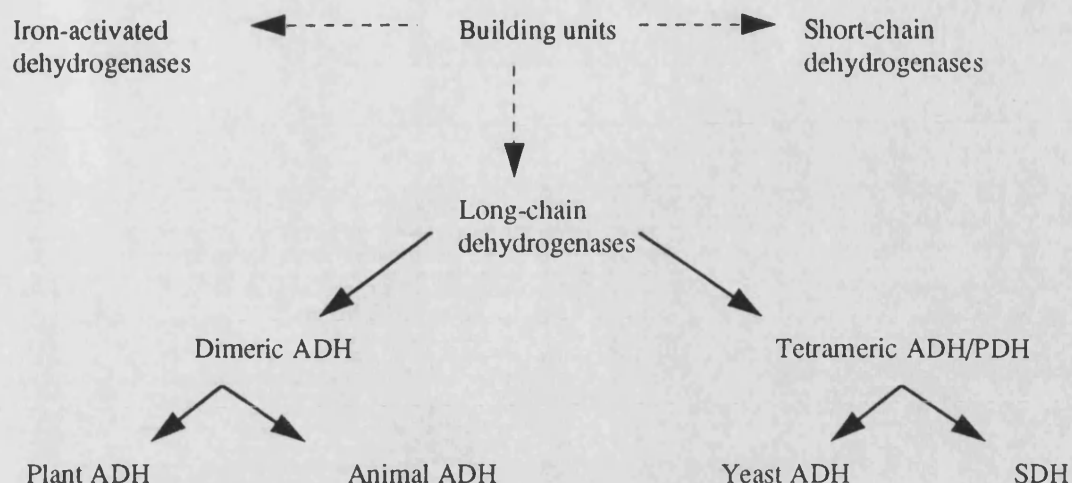 Iron-activated
dehydrogenases
Building units
Short-chain
dehydrogenases
Long-chain
dehydrogenases
Dimeric ADH
Tetrameric ADH/PDH
Plant ADH
Animal ADH
Yeast ADH
SDH